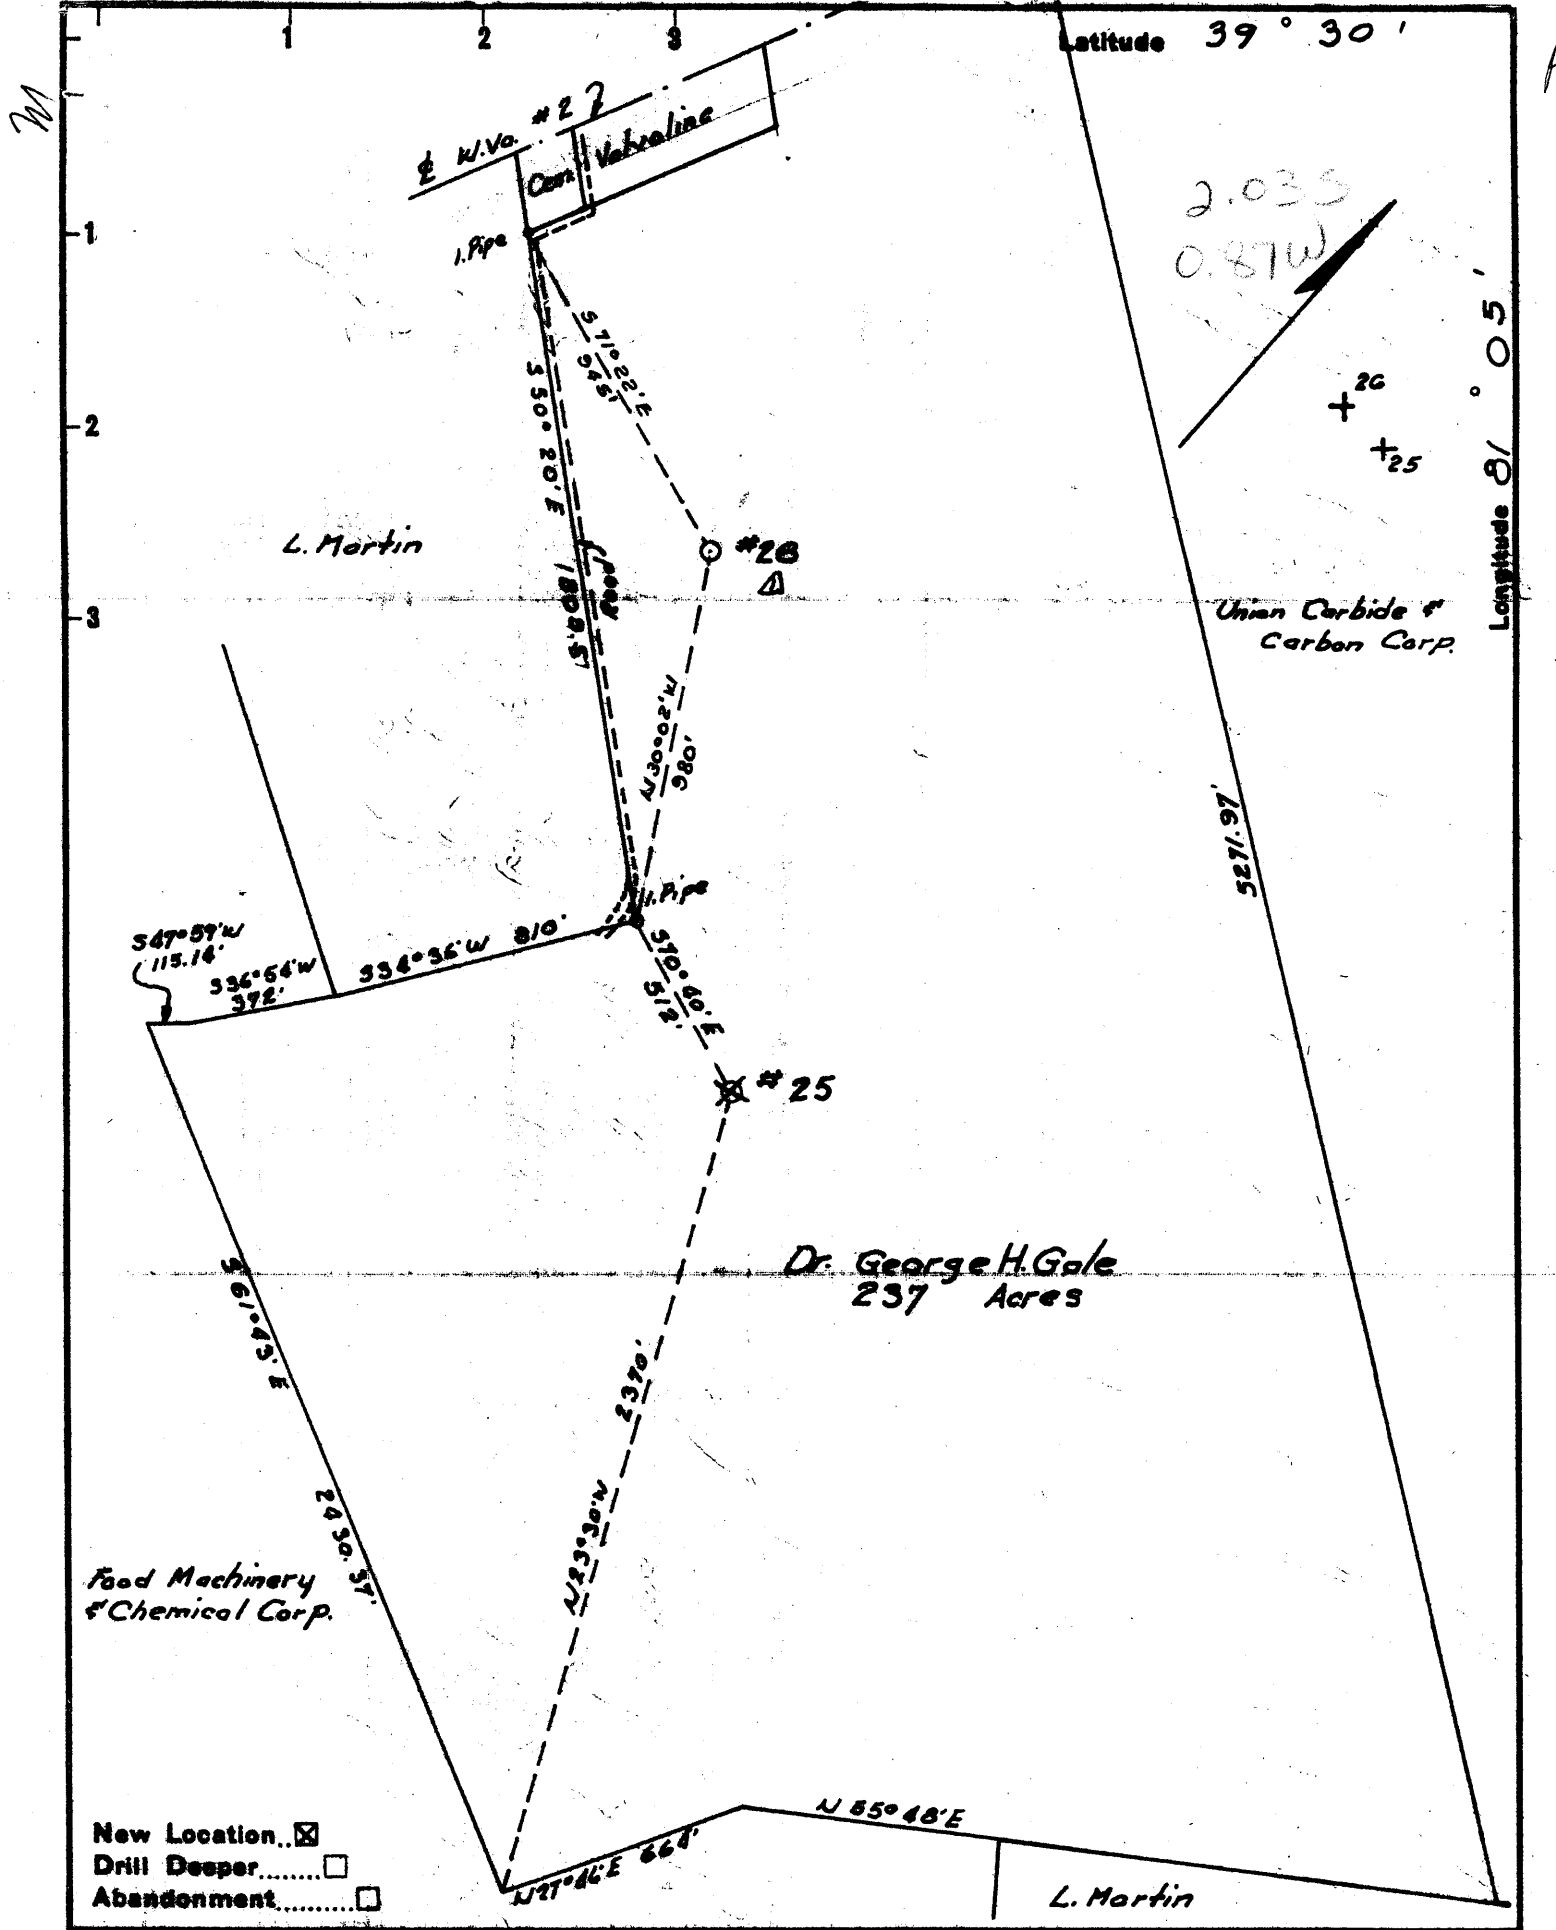 1 2 3
Latitude 39° 30'
M
℄ W.Va. #2
Cem.
Valvoline
1
I. Pipe
2.03S
0.87W
S 71° 22' E
945'
S 50° 20' E 1808.5'
Road
26
25
2
Longitude 81° 05'
L. Martin
#28
3
Union Carbide &
Carbon Corp.
N 30° 02' W
980'
5271.97'
I. Pipe
S 47° 59' W
115.14'
S 36° 54' W
372'
S 34° 36' W 810'
S 70° 40' E
512'
#25
Dr. George H. Gale
237 Acres
S 61° 43' E 2430.37'
2370'
N 23° 30' W
Food Machinery
& Chemical Corp.
N 55° 48' E
N 27° 46' E 664'
L. Martin
New Location..☒
Drill Deeper........☐
Abandonment..........☐